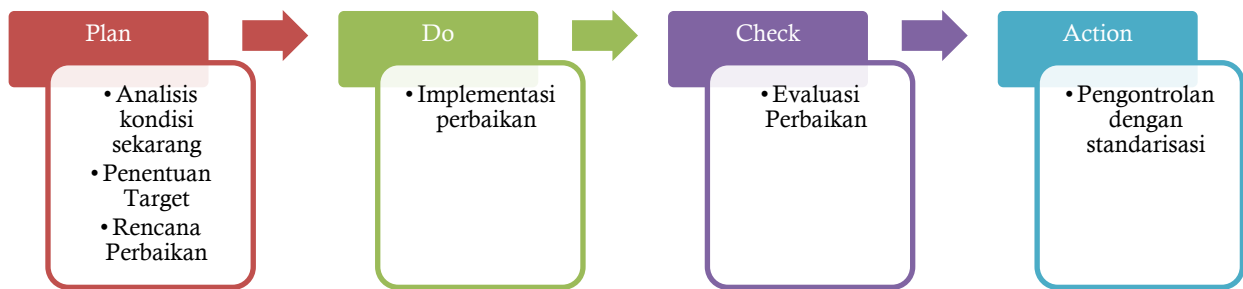 Plan
• Analisis
kondisi
sekarang
• Penentuan
Target
• Rencana
Perbaikan
Do
• Implementasi
perbaikan
Check
• Evaluasi
Perbaikan
Action
• Pengontrolan
dengan
standarisasi